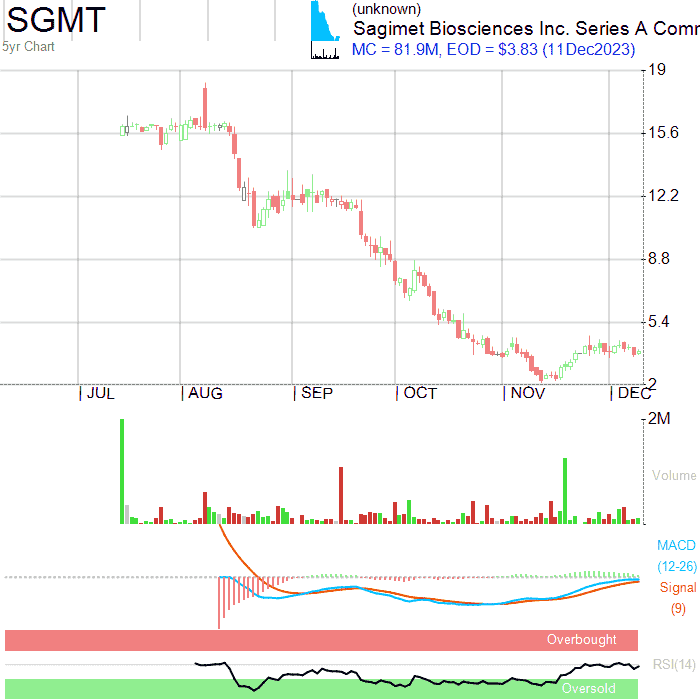 SGMT
5yr Chart
(unknown)
Sagimet Biosciences Inc. Series A Comm
MC = 81.9M, EOD = $3.83 (11Dec2023)
19
15.6
12.2
8.8
5.4
2
JUL AUG SEP OCT NOV DEC
2M
Volume
MACD
(12-26)
Signal
(9)
Overbought
RSI(14)
Oversold